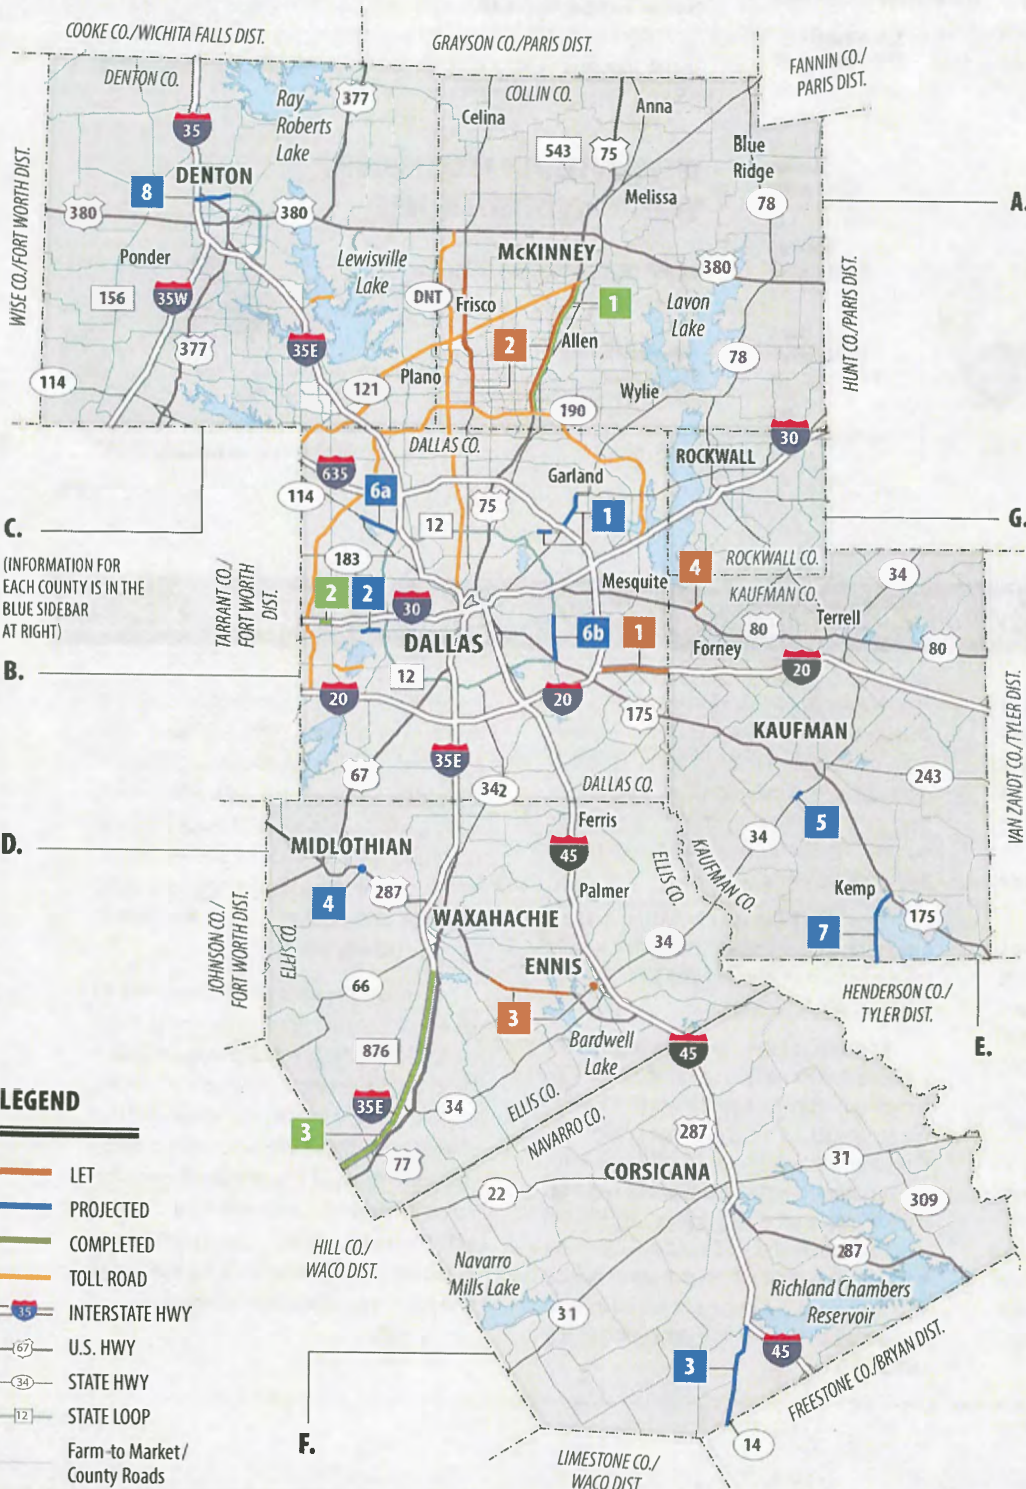 COOKE CO./WICHITA FALLS DIST.
GRAYSON CO./PARIS DIST.
FANNIN CO./
PARIS DIST.
DENTON CO.
COLLIN CO.
Ray
Roberts
Lake
377
Celina
Anna
35
543
75
Blue
Ridge
DENTON
8
Melissa
78
A.
WISE CO./FORT WORTH DIST.
380
380
McKINNEY
Ponder
Lewisville
Lake
380
HUNT CO./PARIS DIST.
156
35W
DNT
Frisco
1
Lavon
Lake
377
35E
2
Allen
78
114
121
Plano
Wylie
190
DALLAS CO.
30
ROCKWALL
635
6a
Garland
114
75
12
1
C.
G.
(INFORMATION FOR
EACH COUNTY IS IN THE
BLUE SIDEBAR
AT RIGHT)
TARRANT CO./
FORT WORTH
DIST.
183
ROCKWALL CO.
Mesquite
4
34
KAUFMAN CO.
2
2
30
80
Terrell
DALLAS
6b
1
Forney
80
B.
12
20
20
20
175
VAN ZANDT CO./TYLER DIST.
KAUFMAN
35E
67
342
DALLAS CO.
243
5
Ferris
34
D.
MIDLOTHIAN
45
ELLIS CO.
KAUFMAN CO.
4
287
Palmer
Kemp
JOHNSON CO./
FORT WORTH DIST.
ELLIS CO.
WAXAHACHIE
175
7
34
ENNIS
66
HENDERSON CO./
TYLER DIST.
3
Bardwell
Lake
E.
876
45
LEGEND
35E
34
ELLIS CO.
NAVARRO CO.
3
287
77
CORSICANA
31
22
309
LET
PROJECTED
COMPLETED
TOLL ROAD
35 INTERSTATE HWY
67 U.S. HWY
34 STATE HWY
12 STATE LOOP
Farm-to Market/
County Roads
HILL CO./
WACO DIST.
Navarro
Mills Lake
287
Richland Chambers
Reservoir
31
45
3
FREESTONE CO./BRYAN DIST.
F.
14
LIMESTONE CO./
WACO DIST.